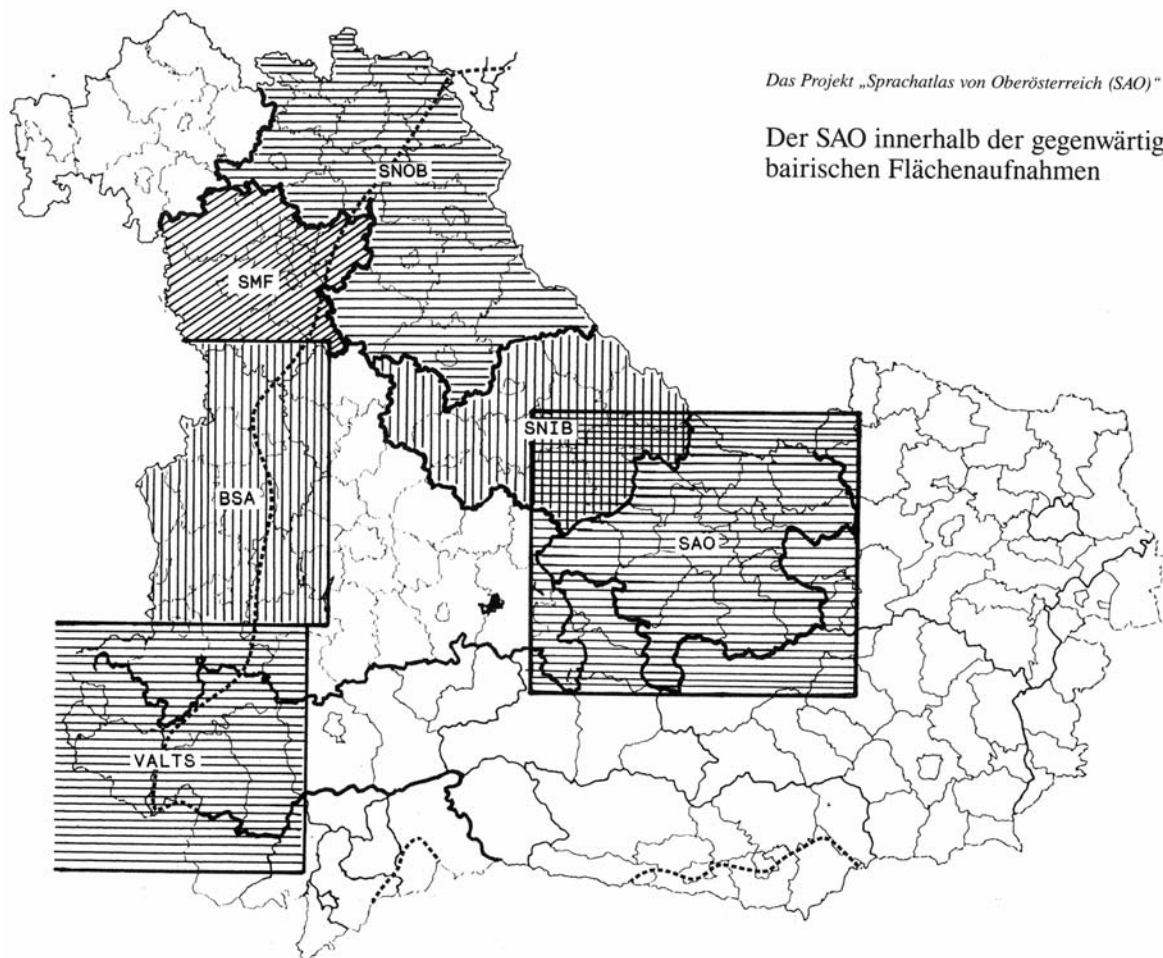 Das Projekt „Sprachatlas von Oberösterreich (SAO)“
Der SAO innerhalb der gegenwärtig
bairischen Flächenaufnahmen
SNOB
SMF
SNIB
BSA
SAO
VALTS